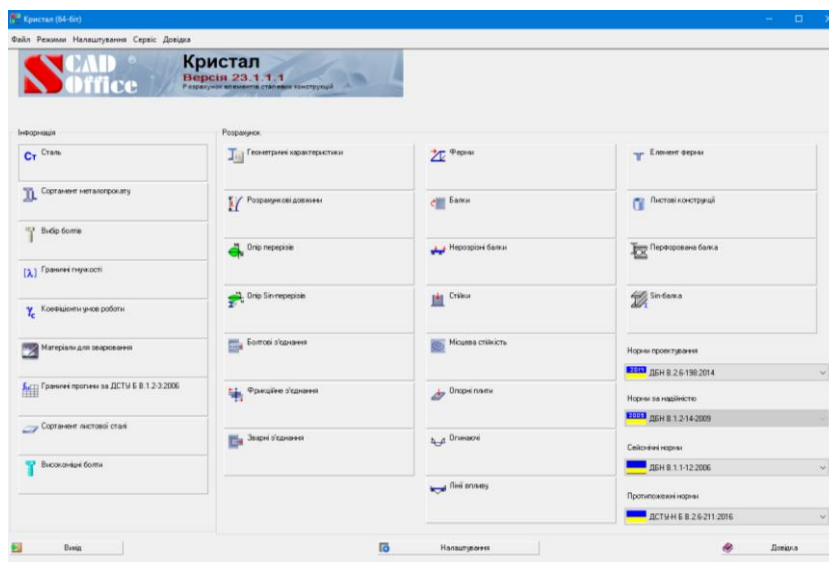 Кристал (64-біт)
Файл Режими Налаштування Сервіс Довідка
SCAD Office
Кристал
Версія 23.1.1.1
Розрахунок елементів сталевих конструкцій
Інформація
Сталь
Сортамент металопрокату
Вибір болтів
Граничні гнучкості
Коефіцієнти умов роботи
Матеріали для зварювання
Граничні прогини за ДСТУ Б В.1.2-3:2006
Сортамент листової сталі
Високоміцні болти
Розрахунок
Геометричні характеристики
Розрахункові довжини
Опір перерізів
Опір Sin-перерізів
Болтові з'єднання
Фрикційне з'єднання
Зварні з'єднання
Ферми
Балки
Нерозрізні балки
Стійки
Місцева стійкість
Опорні плити
Огинаючі
Лінії впливу
Елемент ферми
Листові конструкції
Перфорована балка
Sin-балка
Норми проектування
ДБН В.2.6-198:2014
Норми за надійністю
ДБН В.1.2-14-2009
Сейсмічні норми
ДБН В.1.1-12:2006
Протипожежні норми
ДСТУ-Н Б В.2.6-211:2016
Вихід
Налаштування
Довідка